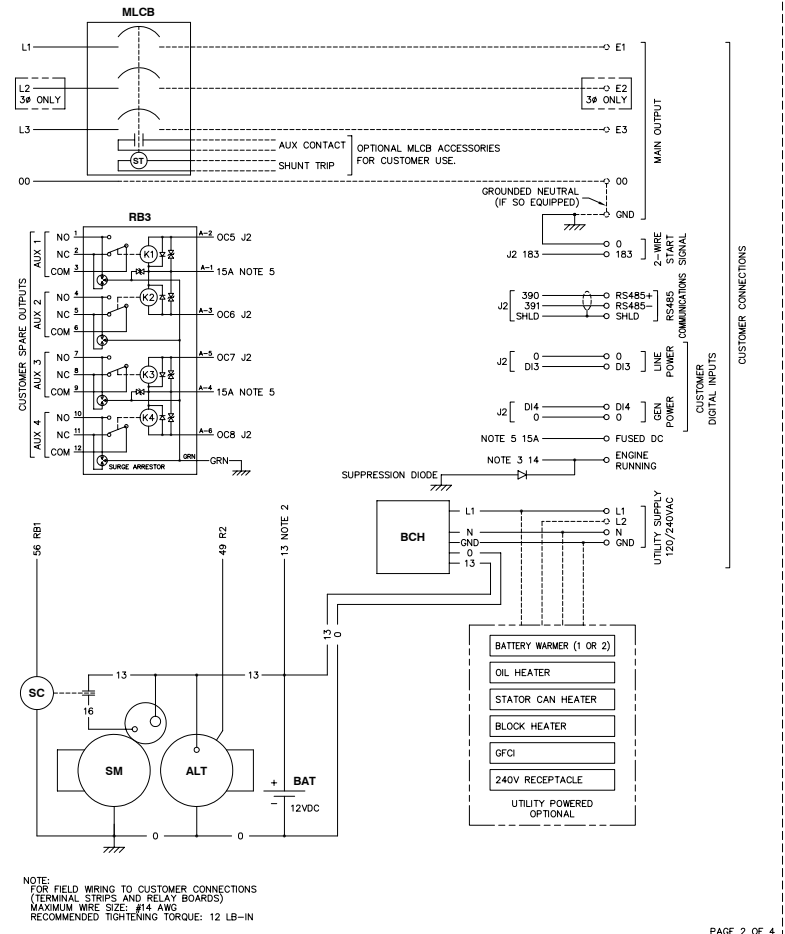 MLCB
L1
E1
L2
3ø ONLY
E2
3ø ONLY
L3
E3
AUX CONTACT
SHUNT TRIP
OPTIONAL MLCB ACCESSORIES
FOR CUSTOMER USE.
ST
00
00
GROUNDED NEUTRAL
(IF SO EQUIPPED)
GND
MAIN OUTPUT
RB3
CUSTOMER SPARE OUTPUTS
AUX 1
NO 1
NC 2
COM 3
K1
A-2 OC5 J2
A-1 15A NOTE 5
AUX 2
NO 4
NC 5
COM 6
K2
A-3 OC6 J2
AUX 3
NO 7
NC 8
COM 9
K3
A-5 OC7 J2
A-4 15A NOTE 5
AUX 4
NO 10
NC 11
COM 12
K4
A-6 OC8 J2
SURGE ARRESTOR
GRN
GRN
0
J2 183
183
2-WIRE
START
SIGNAL
J2
390
391
SHLD
RS485+
RS485-
SHLD
RS485
COMMUNICATIONS
J2
0
DI3
0
DI3
LINE
POWER
J2
DI4
0
DI4
0
GEN
POWER
CUSTOMER
DIGITAL INPUTS
NOTE 5 15A
FUSED DC
NOTE 3 14
ENGINE
RUNNING
SUPPRESSION DIODE
CUSTOMER CONNECTIONS
BCH
L1
N
GND
0
13
L1
L2
N
GND
UTILITY SUPPLY
120/240VAC
56 RB1
49 R2
13 NOTE 2
13
0
13
13
SC
16
SM
ALT
+
BAT
-
12VDC
0
0
BATTERY WARMER (1 OR 2)
OIL HEATER
STATOR CAN HEATER
BLOCK HEATER
GFCI
240V RECEPTACLE
UTILITY POWERED
OPTIONAL
NOTE:
FOR FIELD WIRING TO CUSTOMER CONNECTIONS
(TERMINAL STRIPS AND RELAY BOARDS)
MAXIMUM WIRE SIZE: #14 AWG
RECOMMENDED TIGHTENING TORQUE: 12 LB-IN
PAGE 2 OF 4